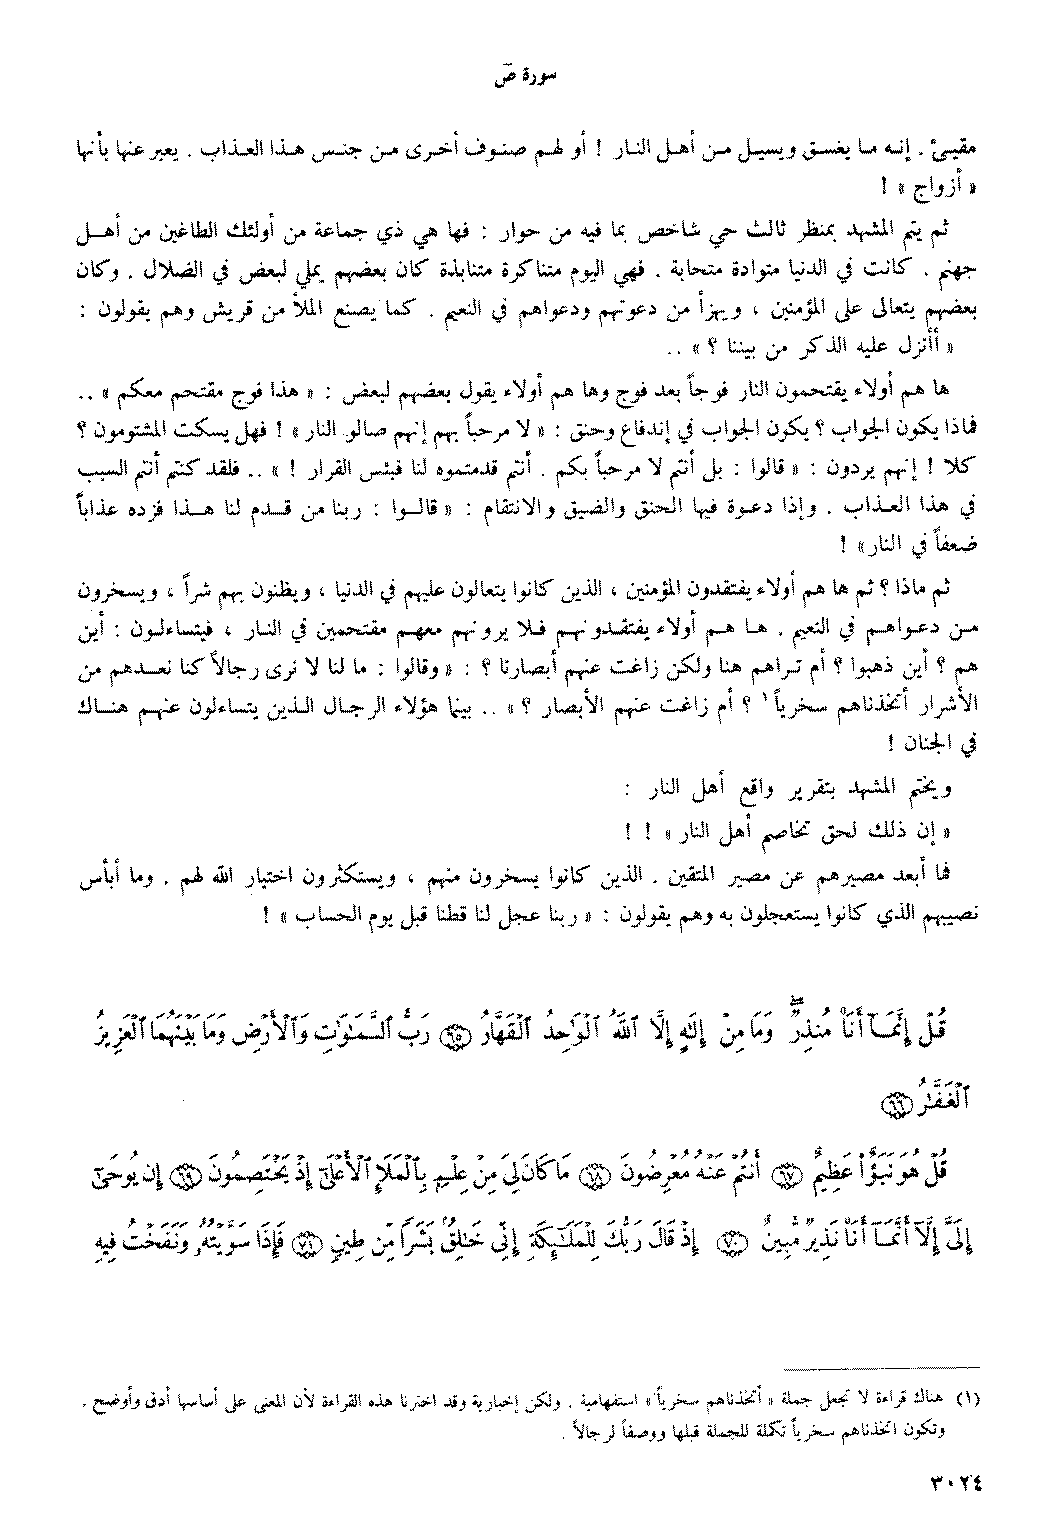 سورة صَ
مقيئ . إنه ما يغسق ويسيل من أهل النار ! أو لهم صنوف أخرى من جنس هذا العذاب . يعبر عنها بأنها
« أزواج » !
ثم يتم المشهد بمنظر ثالث حي شاخص بما فيه من حوار : فها هي ذي جماعة من أولئك الطاغين من أهل
جهنم . كانت في الدنيا متوادة متحابة . فهي اليوم متناكرة متنابذة كان بعضهم يملي لبعض في الضلال . وكان
بعضهم يتعالى على المؤمنين ، ويهزأ من دعوتهم ودعواهم في النعيم . كما يصنع الملأ من قريش وهم يقولون :
« أأنزل عليه الذكر من بيننا ؟ » ..
ها هم أولاء يقتحمون النار فوجاً بعد فوج وها هم أولاء يقول بعضهم لبعض : « هذا فوج مقتحم معكم » ..
فماذا يكون الجواب ؟ يكون الجواب في إندفاع وحنق : « لا مرحباً بهم إنهم صالو النار » ! فهل يسكت المشتومون ؟
كلا ! إنهم يردون : « قالوا : بل أنتم لا مرحباً بكم . أنتم قدمتموه لنا فبئس القرار ! » .. فلقد كنتم أنتم السبب
في هذا العذاب . وإذا دعوة فيها الحنق والضيق والانتقام : « قالوا : ربنا من قدم لنا هذا فزده عذاباً
ضعفاً في النار» !
ثم ماذا ؟ ثم ها هم أولاء يفتقدون المؤمنين ، الذين كانوا يتعالون عليهم في الدنيا ، ويظنون بهم شراً ، ويسخرون
من دعواهم في النعيم . ها هم أولاء يفتقدونهم فلا يرونهم معهم مقتحمين في النار ، فيتساءلون : أين
هم ؟ أين ذهبوا ؟ أم تراهم هنا ولكن زاغت عنهم أبصارنا ؟ : « وقالوا : ما لنا لا نرى رجالاً كنا نعدهم من
الأشرار أتخذناهم سخرياً ١ ؟ أم زاغت عنهم الأبصار ؟ » .. بينما هؤلاء الرجال الذين يتساءلون عنهم هناك
في الجنان !
ويختم المشهد بتقرير واقع أهل النار :
« إن ذلك لحق تخاصم أهل النار » ! !
فما أبعد مصيرهم عن مصير المتقين . الذين كانوا يسخرون منهم ، ويستكثرون اختيار الله لهم . وما أبأس
نصيبهم الذي كانوا يستعجلون به وهم يقولون : « ربنا عجل لنا قطنا قبل يوم الحساب » !
قُلْ إِنَّمَآ أَنَا۠ مُنذِرٌۖ وَمَا مِنْ إِلَٰهٍ إِلَّا ٱللَّهُ ٱلْوَٰحِدُ ٱلْقَهَّارُ ۝٦٥ رَبُّ ٱلسَّمَٰوَٰتِ وَٱلْأَرْضِ وَمَا بَيْنَهُمَا ٱلْعَزِيزُ
ٱلْغَفَّٰرُ ۝٦٦
قُلْ هُوَ نَبَؤٌا۟ عَظِيمٌ ۝٦٧ أَنتُمْ عَنْهُ مُعْرِضُونَ ۝٦٨ مَا كَانَ لِيَ مِنْ عِلْمٍۭ بِٱلْمَلَإِ ٱلْأَعْلَىٰٓ إِذْ يَخْتَصِمُونَ ۝٦٩ إِن يُوحَىٰٓ
إِلَيَّ إِلَّآ أَنَّمَآ أَنَا۠ نَذِيرٌ مُّبِينٌ ۝٧٠ إِذْ قَالَ رَبُّكَ لِلْمَلَٰٓئِكَةِ إِنِّي خَٰلِقٌۢ بَشَرًا مِّن طِينٍ ۝٧١ فَإِذَا سَوَّيْتُهُۥ وَنَفَخْتُ فِيهِ
(١) هناك قراءة لا تجعل جملة « أتخذناهم سخرياً » استفهامية . ولكن إخبارية وقد اخترنا هذه القراءة لأن المعنى على أساسها أدق وأوضح .
وتكون اتخذناهم سخرياً تكملة للجملة قبلها ووصفاً لرجالاً .
٣٠٢٤